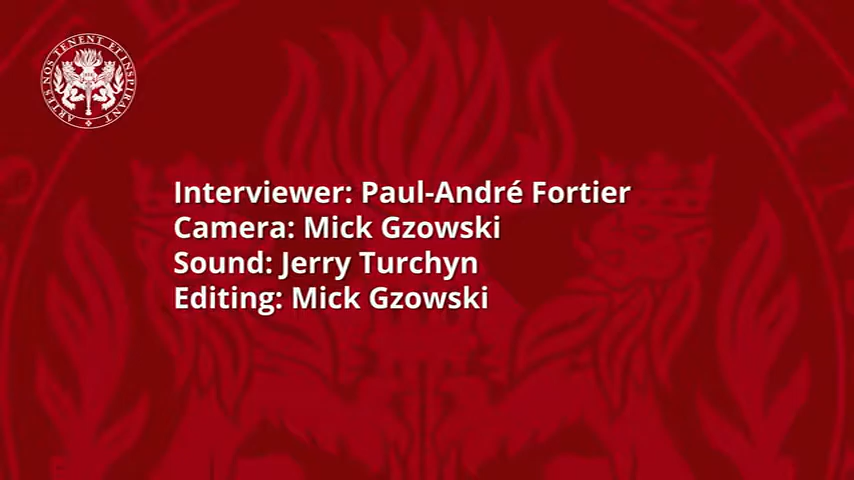 ARTES NOS TENENT ET INSPIRANT
Interviewer: Paul-André Fortier
Camera: Mick Gzowski
Sound: Jerry Turchyn
Editing: Mick Gzowski